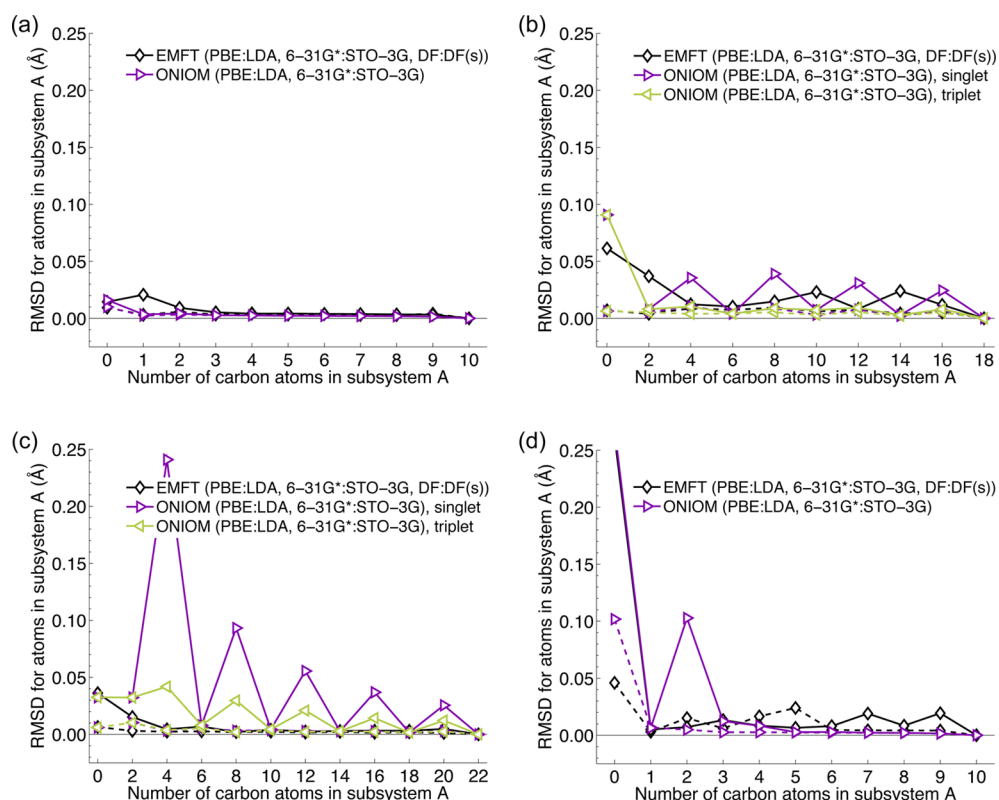 (a)
0.25
0.20
0.15
0.10
0.05
0.00
RMSD for atoms in subsystem A (Å)
EMFT (PBE:LDA, 6–31G*:STO–3G, DF:DF(s))
ONIOM (PBE:LDA, 6–31G*:STO–3G)
0 1 2 3 4 5 6 7 8 9 10
Number of carbon atoms in subsystem A
(b)
0.25
0.20
0.15
0.10
0.05
0.00
RMSD for atoms in subsystem A (Å)
EMFT (PBE:LDA, 6–31G*:STO–3G, DF:DF(s))
ONIOM (PBE:LDA, 6–31G*:STO–3G), singlet
ONIOM (PBE:LDA, 6–31G*:STO–3G), triplet
0 2 4 6 8 10 12 14 16 18
Number of carbon atoms in subsystem A
(c)
0.25
0.20
0.15
0.10
0.05
0.00
RMSD for atoms in subsystem A (Å)
EMFT (PBE:LDA, 6–31G*:STO–3G, DF:DF(s))
ONIOM (PBE:LDA, 6–31G*:STO–3G), singlet
ONIOM (PBE:LDA, 6–31G*:STO–3G), triplet
0 2 4 6 8 10 12 14 16 18 20 22
Number of carbon atoms in subsystem A
(d)
0.25
0.20
0.15
0.10
0.05
0.00
RMSD for atoms in subsystem A (Å)
EMFT (PBE:LDA, 6–31G*:STO–3G, DF:DF(s))
ONIOM (PBE:LDA, 6–31G*:STO–3G)
0 1 2 3 4 5 6 7 8 9 10
Number of carbon atoms in subsystem A